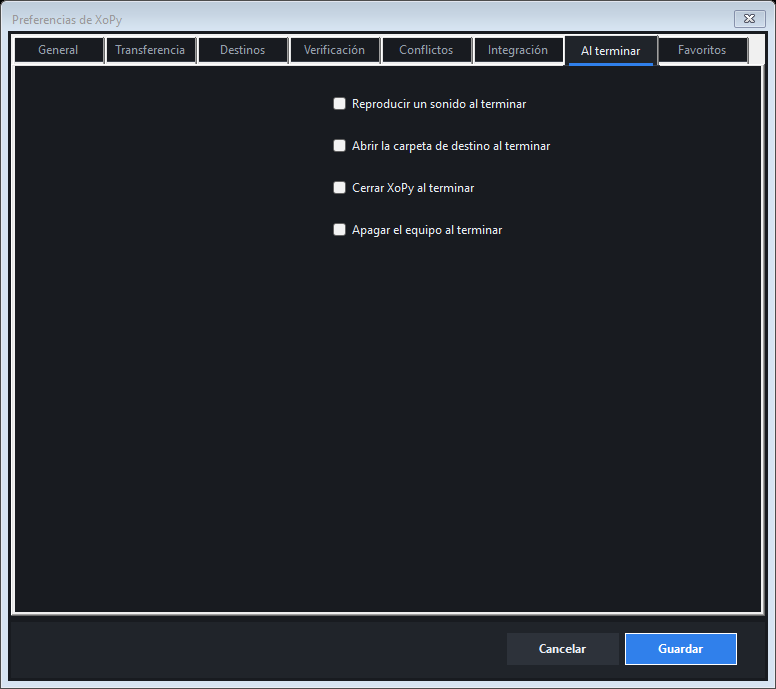 Preferencias de XoPy
General Transferencia Destinos Verificación Conflictos Integración Al terminar Favoritos
Reproducir un sonido al terminar
Abrir la carpeta de destino al terminar
Cerrar XoPy al terminar
Apagar el equipo al terminar
Cancelar Guardar